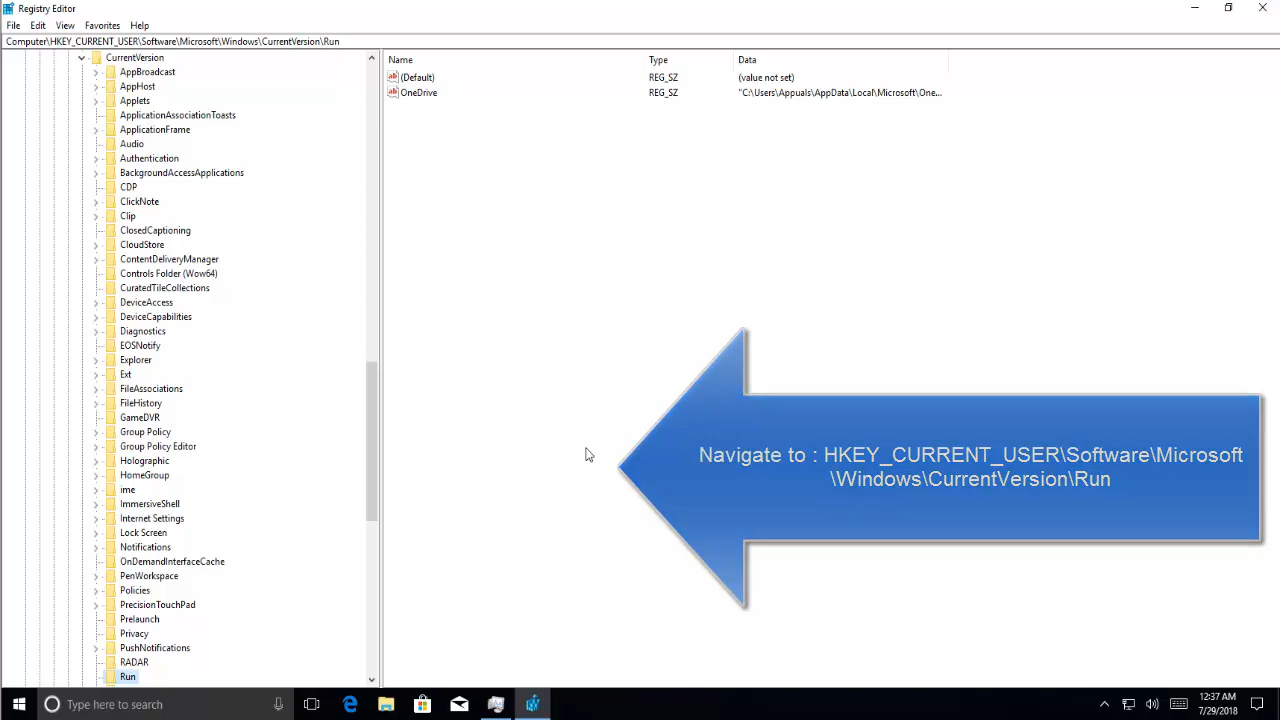 Registry Editor
File Edit View Favorites Help
Computer\HKEY_CURRENT_USER\Software\Microsoft\Windows\CurrentVersion\Run
CurrentVersion
AppBroadcast
AppHost
Applets
ApplicationAssociationToasts
ApplicationFrame
Audio
Authentication
BackgroundAccessApplications
CDP
ClickNote
Clip
ClosedCaptioning
CloudStore
ContentDeliveryManager
Controls Folder (Wow64)
CuratedTileCollections
DeviceAccess
DeviceCapabilities
Diagnostics
EOSNotify
Explorer
Ext
FileAssociations
FileHistory
GameDVR
Group Policy
Group Policy Editor
Holographic
HomeGroup
ime
ImmersiveShell
Internet Settings
Lock Screen
Notifications
OnDemandInterfaceCache
PenWorkspace
Policies
PrecisionTouchPad
Prelaunch
Privacy
PushNotifications
RADAR
Run
Name Type Data
(Default) REG_SZ (value not set)
OneDrive REG_SZ "C:\Users\Appuals\AppData\Local\Microsoft\One...
Navigate to : HKEY_CURRENT_USER\Software\Microsoft
\Windows\CurrentVersion\Run
Type here to search
12:37 AM
7/29/2018